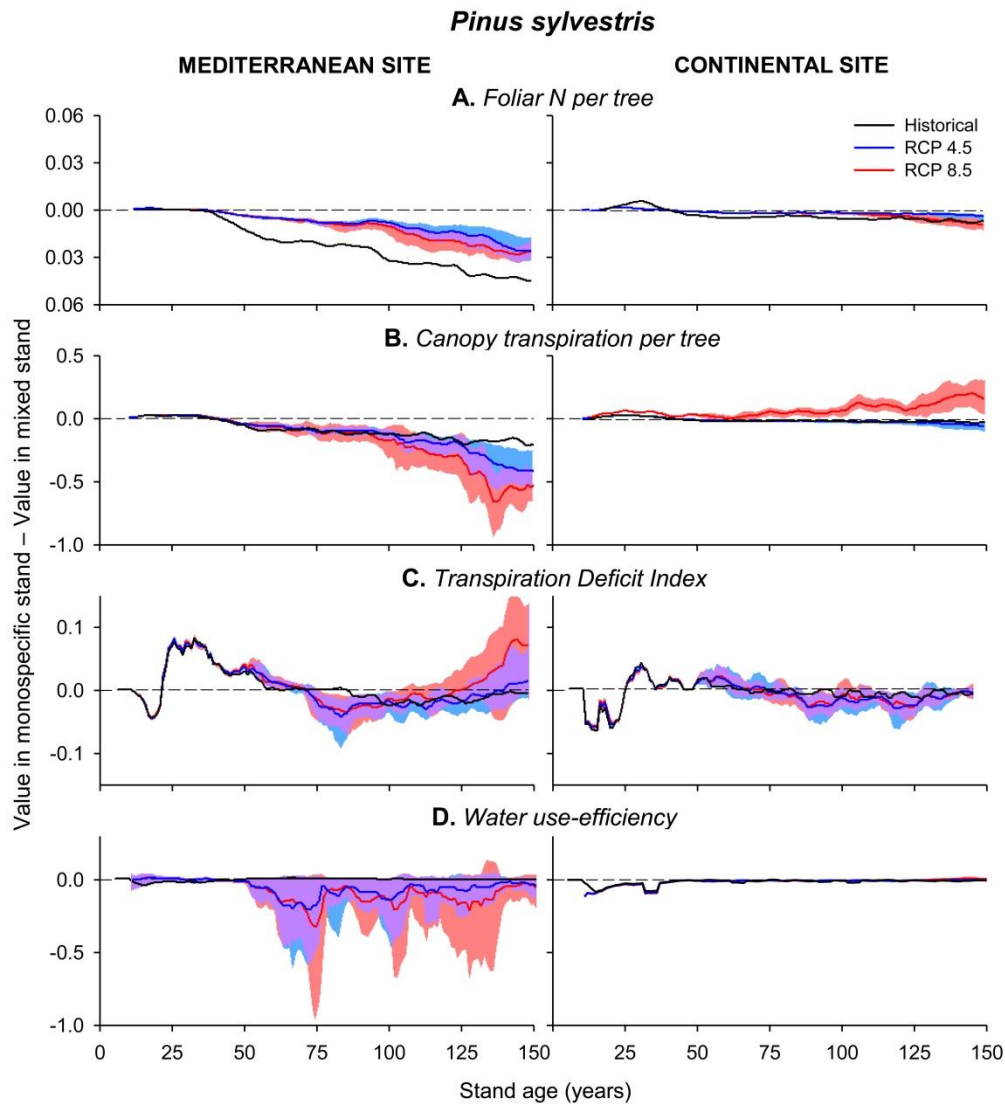 Pinus sylvestris
MEDITERRANEAN SITE CONTINENTAL SITE
A. Foliar N per tree
0.06
0.03
0.00
0.03
0.06
Historical
RCP 4.5
RCP 8.5
B. Canopy transpiration per tree
0.5
0.0
-0.5
-1.0
C. Transpiration Deficit Index
0.1
0.0
-0.1
D. Water use-efficiency
0.0
-0.5
-1.0
0 25 50 75 100 125 150 25 50 75 100 125 150
Value in monospecific stand – Value in mixed stand
Stand age (years)